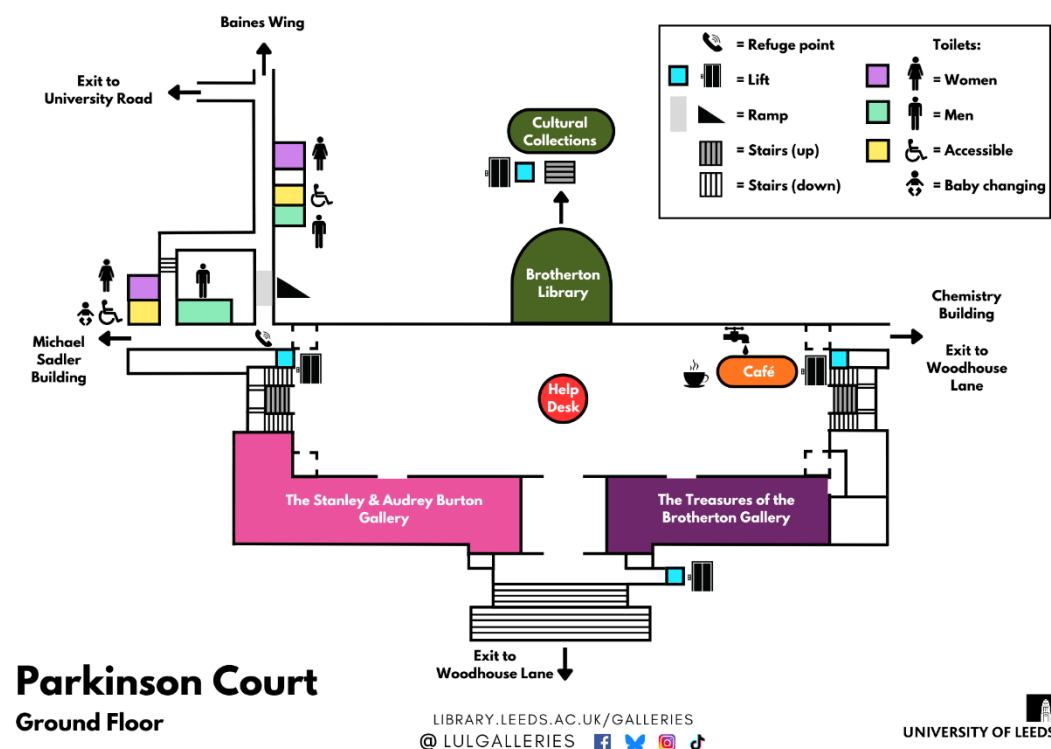 Baines Wing
Exit to
University Road
= Refuge point
= Lift
= Ramp
= Stairs (up)
= Stairs (down)
Toilets:
= Women
= Men
= Accessible
= Baby changing
Cultural
Collections
Brotherton
Library
Chemistry
Building
Exit to
Woodhouse
Lane
Michael
Sadler
Building
Café
Help
Desk
The Stanley & Audrey Burton
Gallery
The Treasures of the
Brotherton Gallery
Exit to
Woodhouse Lane
Parkinson Court
Ground Floor
LIBRARY.LEEDS.AC.UK/GALLERIES
@ LULGALLERIES
UNIVERSITY OF LEEDS